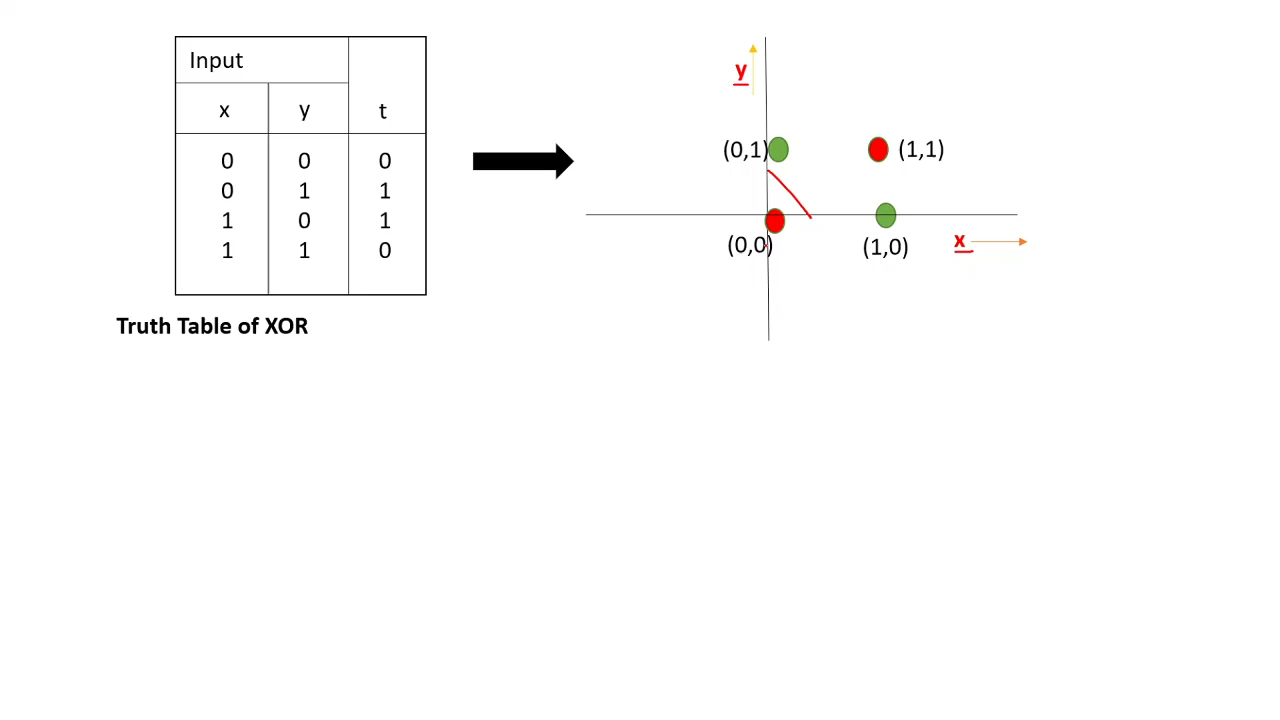 Input
x y t
0 0 0
0 1 1
1 0 1
1 1 0
Truth Table of XOR
y
(0,1) (1,1)
(0,0) (1,0) x